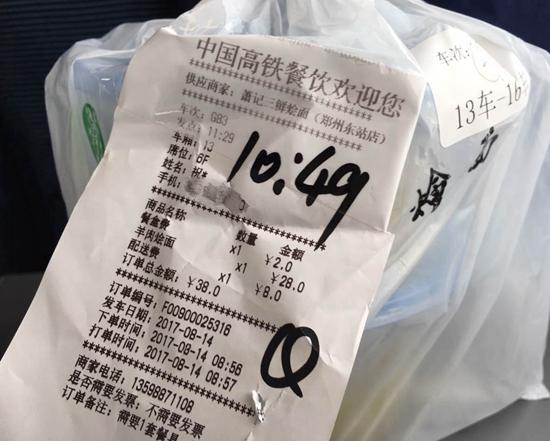 中国高铁餐饮欢迎您
供应商家：萧记三鲜烩面（郑州东站店）
****************************
车次：G83
发点：11:29
车厢：13
席位：6F
姓名：祝*
手机：
10:49
****************************
商品名称 数量 金额
餐盒费 x1 ￥2.0
羊肉烩面 x1 ￥28.0
配送费 x1 ￥8.0
订单总金额：￥38.0
****************************
订单编号：F00900025316
发车日期：2017-08-14
下单时间：2017-08-14 08:56
打单时间：2017-08-14 08:57
****************************
商家电话：13598871108
是否需要发票：不需要发票
订单备注：需要1套餐具
车次：
13车-16
烩